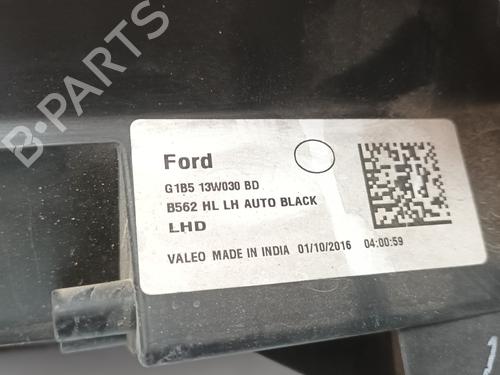 B-PARTS
Ford
G1B5 13W030 BD
B562 HL LH AUTO BLACK
LHD
VALEO MADE IN INDIA 01/10/2016 04:00:59